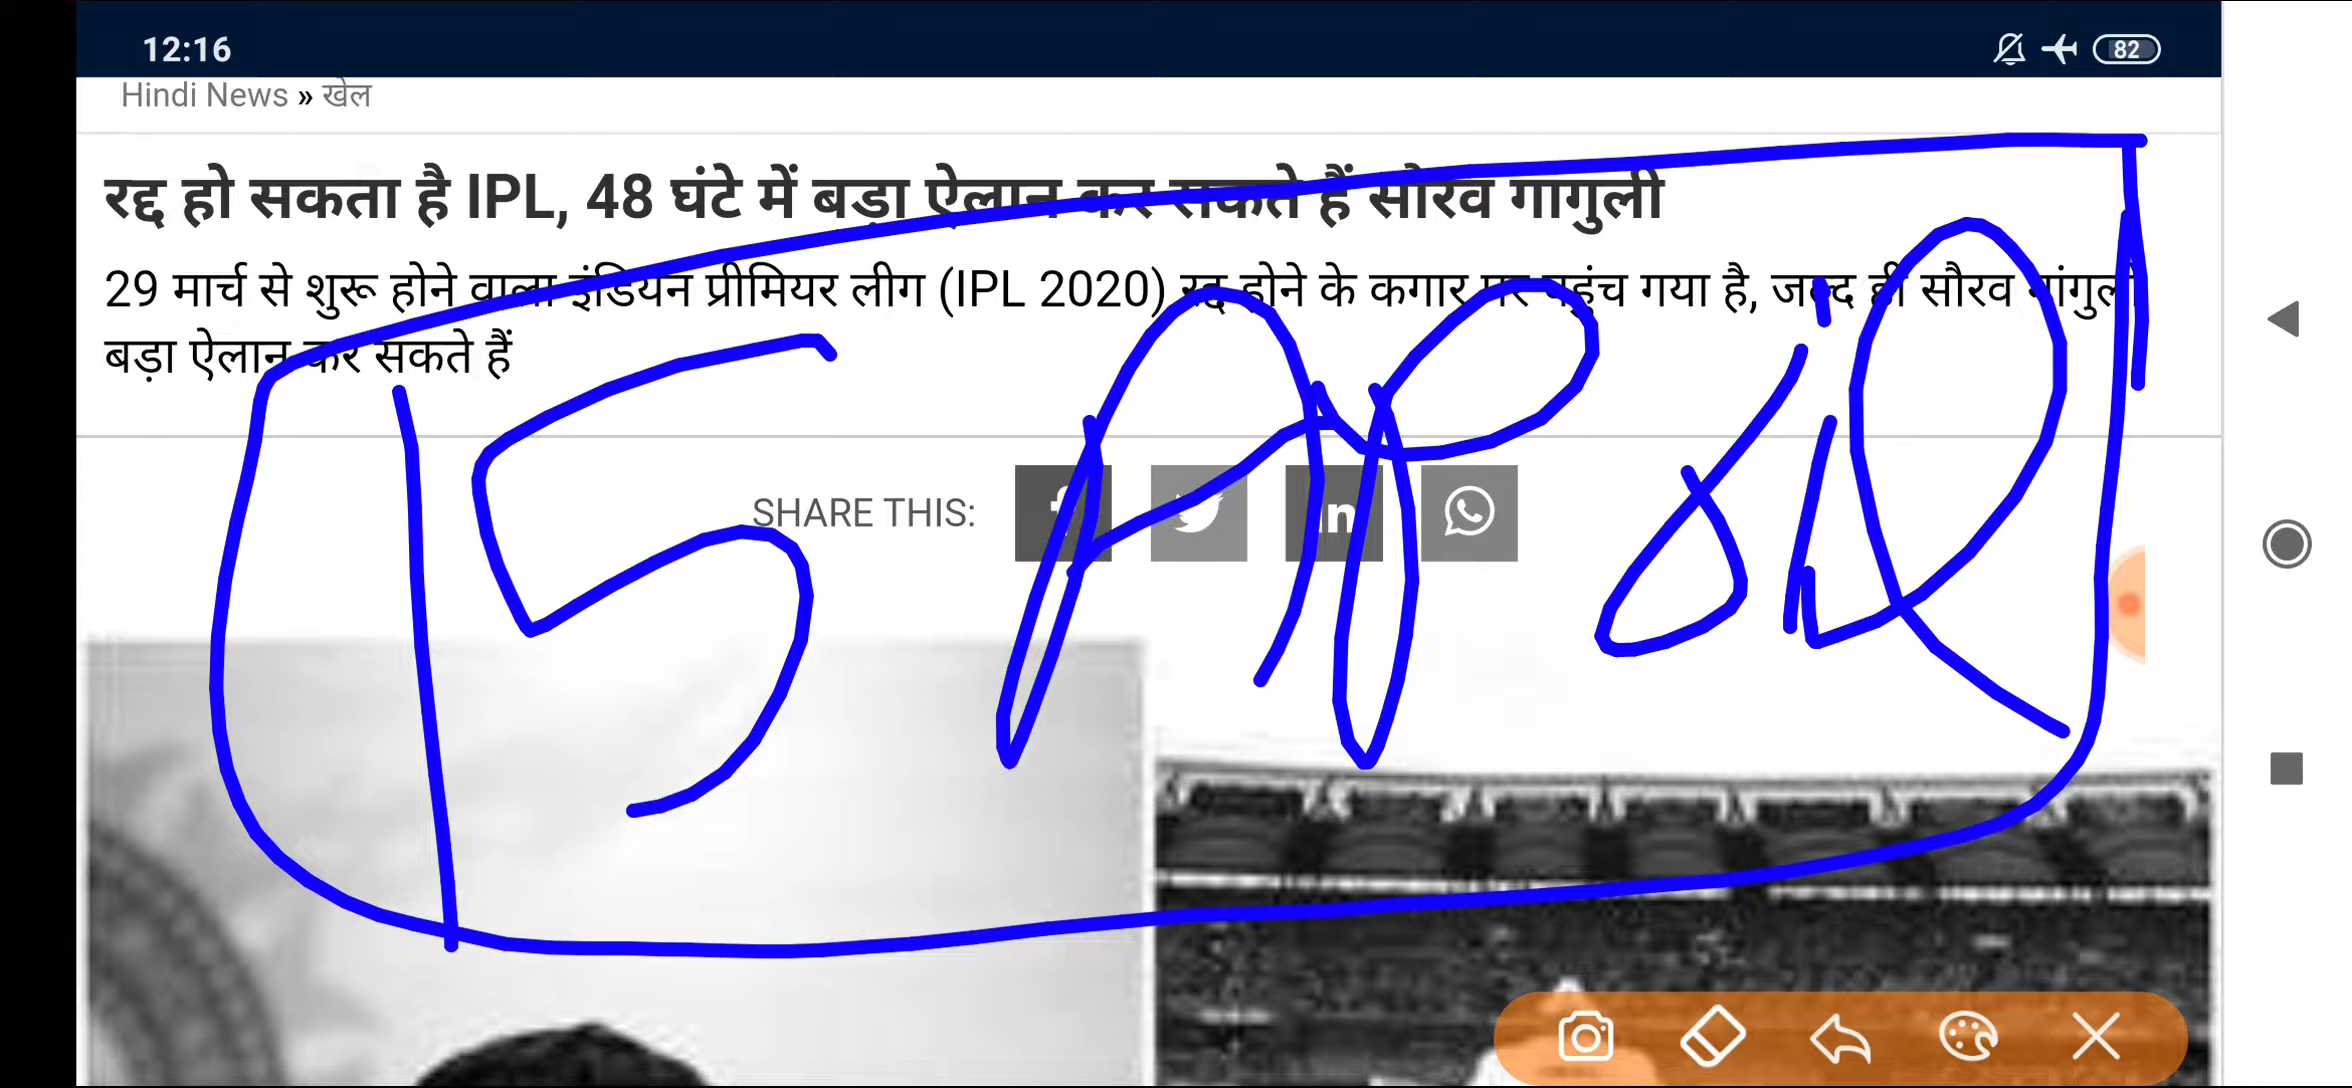 12:16
82
Hindi News » खेल
रद्द हो सकता है IPL, 48 घंटे में बड़ा ऐलान कर सकते हैं सौरव गागुली
29 मार्च से शुरू होने वाला इंडियन प्रीमियर लीग (IPL 2020) रद्द होने के कगार पर पहुंच गया है, जल्द ही सौरव गांगुली
बड़ा ऐलान कर सकते हैं
15 April
SHARE THIS:
f
in